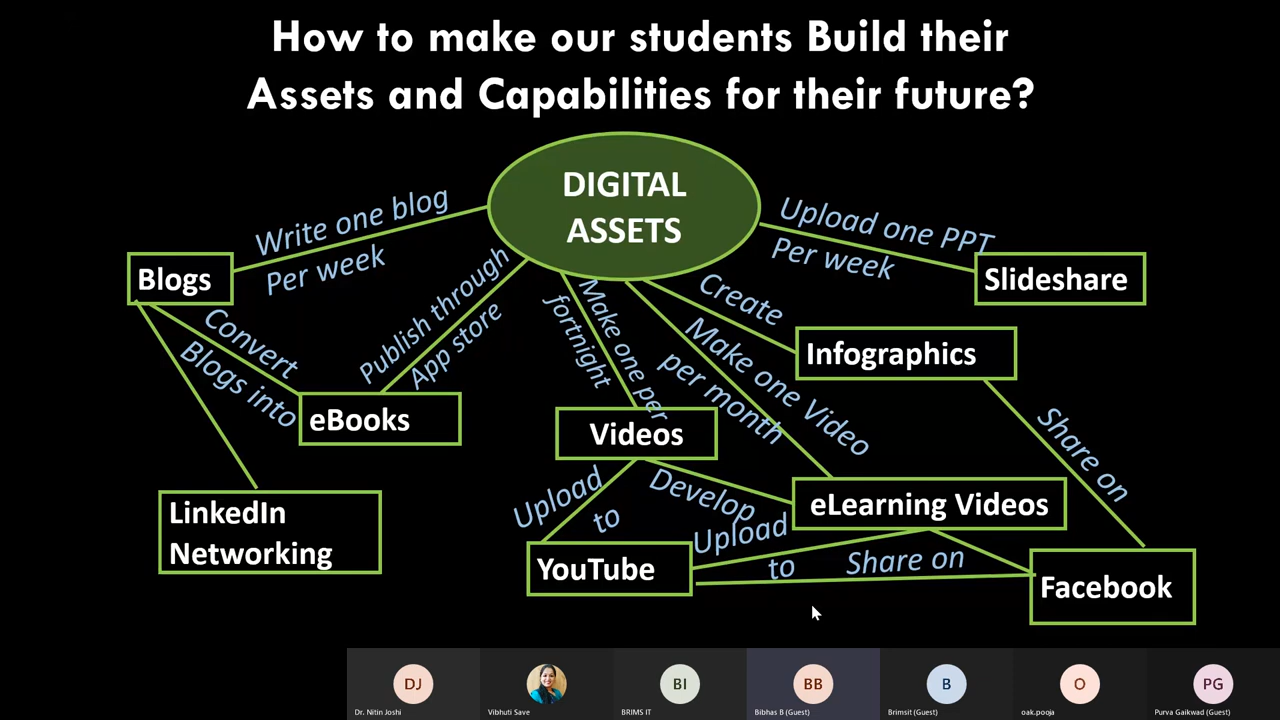 How to make our students Build their
Assets and Capabilities for their future?
DIGITAL
ASSETS
Write one blog
Per week
Upload one PPT
Per week
Blogs
Slideshare
Convert
Blogs into
Publish through
App store
Make one per
fortnight
Make one Video
per month
Create
Infographics
eBooks
Videos
Share on
LinkedIn
Networking
Upload
to
Develop
eLearning Videos
Upload
to
Share on
YouTube
Facebook
DJ
BI
BB
B
O
PG
Dr. Nitin Joshi
Vibhuti Save
BRIMS IT
Bibhas B (Guest)
Brimsit (Guest)
oak.pooja
Purva Gaikwad (Guest)